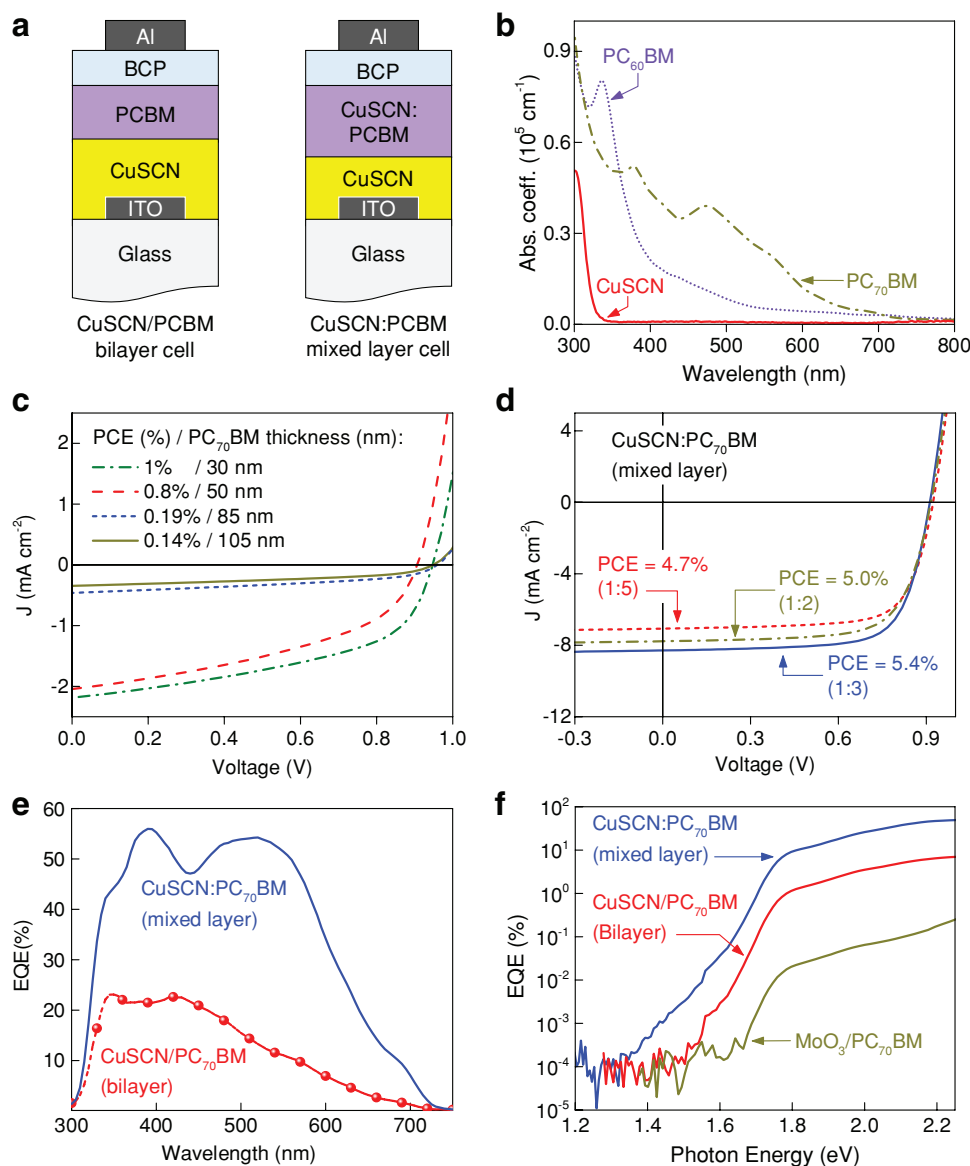 a
Al
BCP
PCBM
CuSCN
ITO
Glass
CuSCN/PCBM
bilayer cell
Al
BCP
CuSCN:
PCBM
CuSCN
ITO
Glass
CuSCN:PCBM
mixed layer cell
b
Abs. coeff. (10⁵ cm⁻¹)
0.9
0.6
0.3
0.0
PC₆₀BM
CuSCN
PC₇₀BM
300 400 500 600 700 800
Wavelength (nm)
c
J (mA cm⁻²)
2
1
0
-1
-2
PCE (%) / PC₇₀BM thickness (nm):
1% / 30 nm
0.8% / 50 nm
0.19% / 85 nm
0.14% / 105 nm
0.0 0.2 0.4 0.6 0.8 1.0
Voltage (V)
d
J (mA cm⁻²)
4
0
-4
-8
-12
CuSCN:PC₇₀BM
(mixed layer)
PCE = 4.7%
(1:5)
PCE = 5.0%
(1:2)
PCE = 5.4%
(1:3)
-0.3 0.0 0.3 0.6 0.9
Voltage (V)
e
EQE(%)
60
50
40
30
20
10
0
CuSCN:PC₇₀BM
(mixed layer)
CuSCN/PC₇₀BM
(bilayer)
300 400 500 600 700
Wavelength (nm)
f
EQE (%)
10²
10¹
10⁰
10⁻¹
10⁻²
10⁻³
10⁻⁴
10⁻⁵
CuSCN:PC₇₀BM
(mixed layer)
CuSCN/PC₇₀BM
(Bilayer)
MoO₃/PC₇₀BM
1.2 1.4 1.6 1.8 2.0 2.2
Photon Energy (eV)